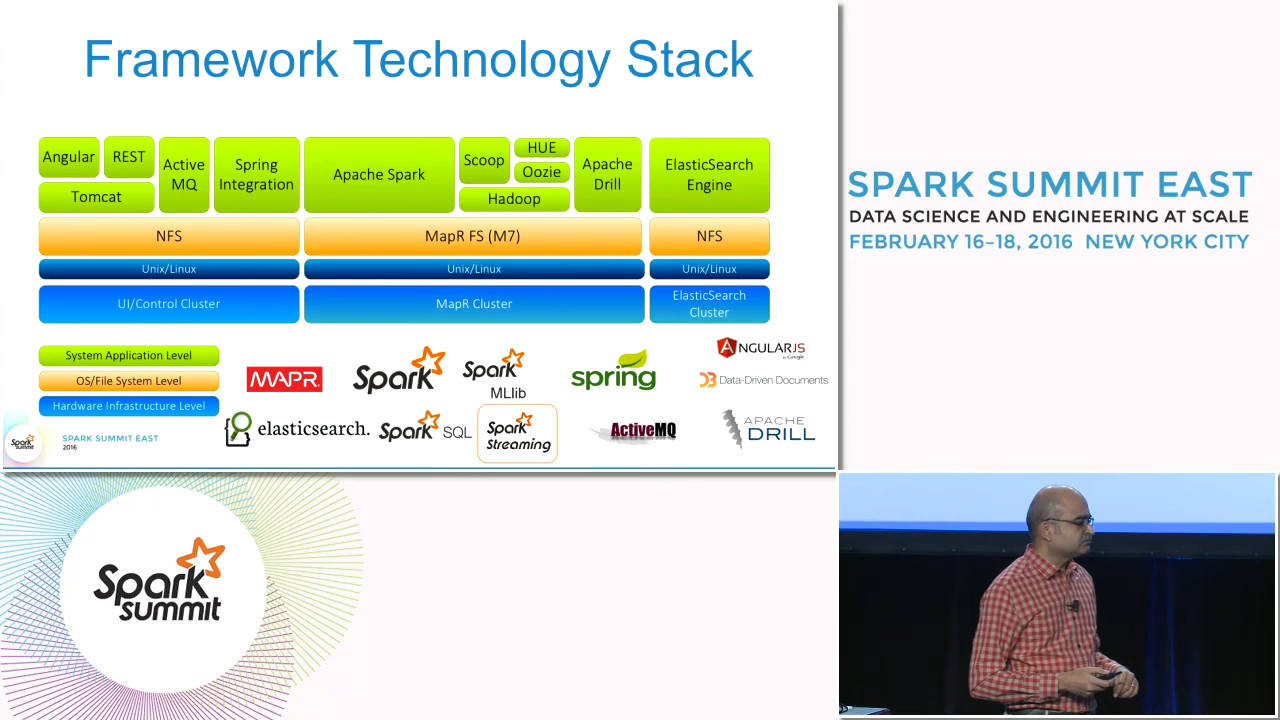 Framework Technology Stack
Angular
REST
Tomcat
Active
MQ
Spring
Integration
Apache Spark
Scoop
HUE
Oozie
Hadoop
Apache
Drill
ElasticSearch
Engine
NFS
MapR FS (M7)
NFS
Unix/Linux
Unix/Linux
Unix/Linux
UI/Control Cluster
MapR Cluster
ElasticSearch
Cluster
System Application Level
OS/File System Level
Hardware Infrastructure Level
MAPR
Spark
Spark
MLlib
spring
ANGULARJS
by Google
Data-Driven Documents
elasticsearch.
Spark SQL
Spark
Streaming
ActiveMQ
APACHE
DRILL
Spark
Summit
SPARK SUMMIT EAST
2016
SPARK SUMMIT EAST
DATA SCIENCE AND ENGINEERING AT SCALE
FEBRUARY 16–18, 2016 NEW YORK CITY
Spark
summit